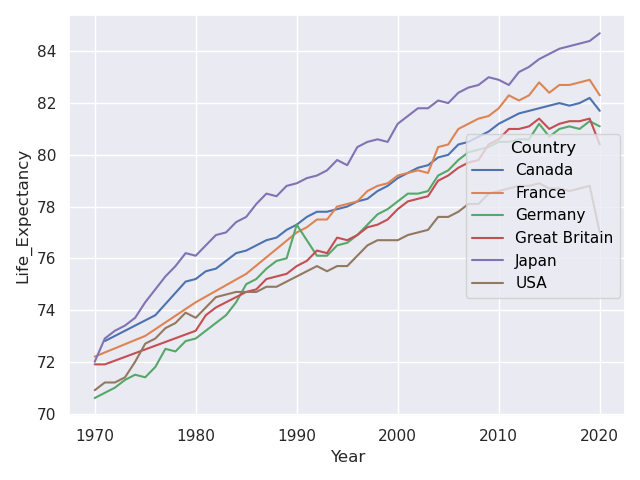 84
82
80
78
76
74
72
70
Life_Expectancy
Country
Canada
France
Germany
Great Britain
Japan
USA
1970 1980 1990 2000 2010 2020
Year